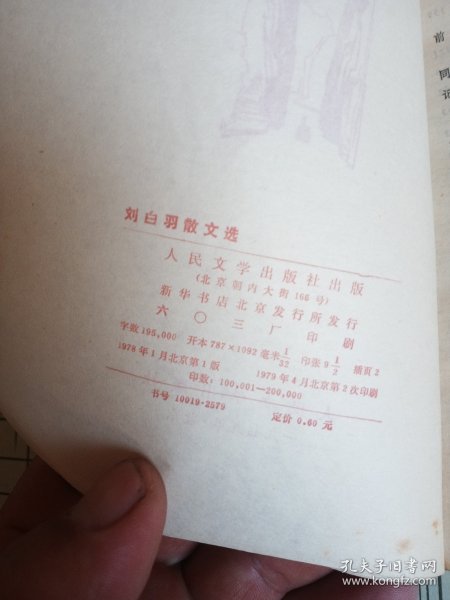 刘白羽散文选
人民文学出版社出版
(北京朝内大街166号)
新华书店北京发行所发行
六〇三厂印刷
字数195,000 开本787×1092毫米1/32 印张9 1/2 插页2
1978年1月北京第1版 1979年4月北京第2次印刷
印数:100,001—200,000
书号 10019·2579 定价 0.60 元
前
同
记
孔夫子旧书网
www.kongfz.com